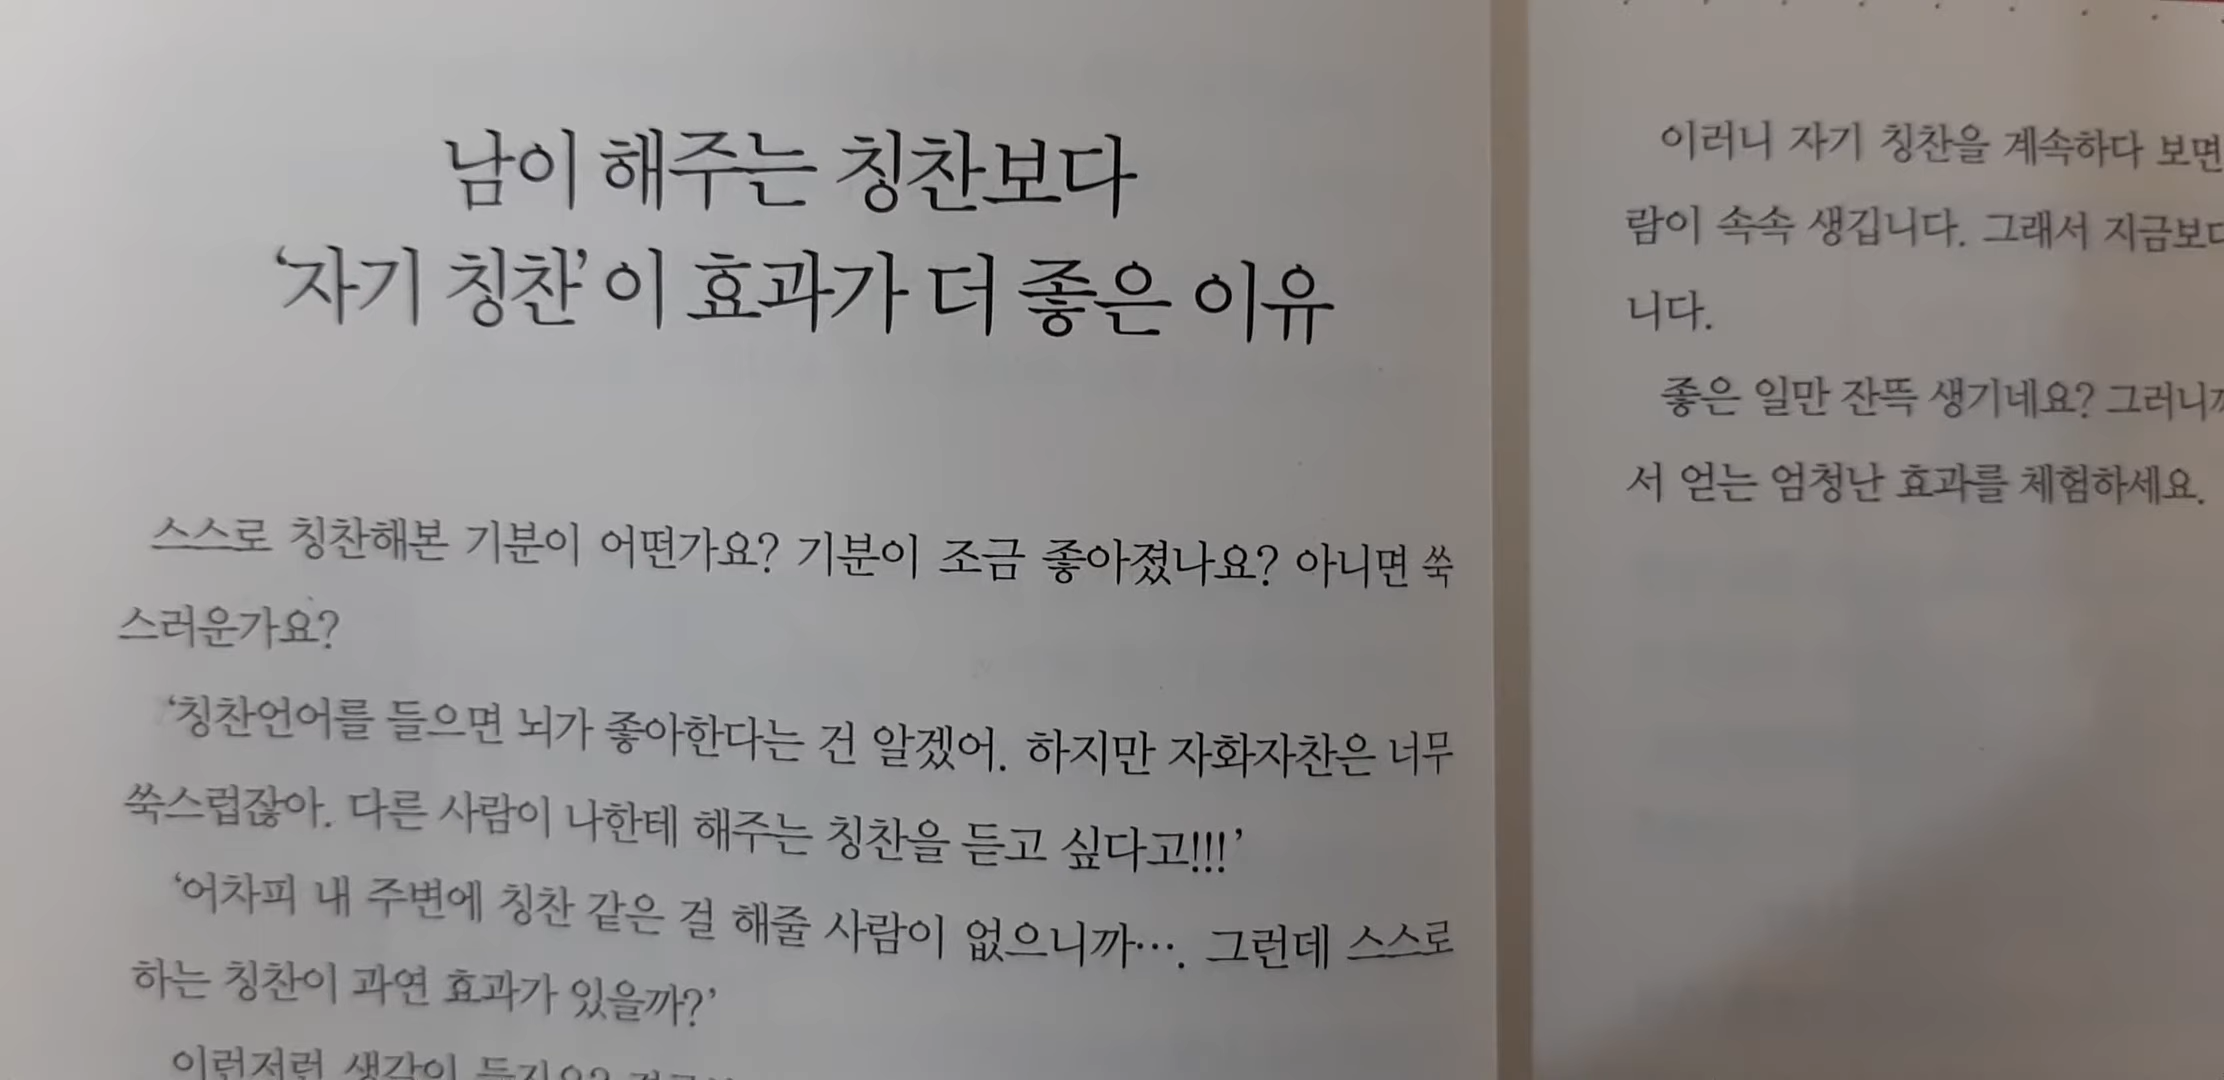 남이 해주는 칭찬보다
‘자기 칭찬’이 효과가 더 좋은 이유
스스로 칭찬해본 기분이 어떤가요? 기분이 조금 좋아졌나요? 아니면 쑥
스러운가요?
‘칭찬언어를 들으면 뇌가 좋아한다는 건 알겠어. 하지만 자화자찬은 너무
쑥스럽잖아. 다른 사람이 나한테 해주는 칭찬을 듣고 싶다고!!!’
‘어차피 내 주변에 칭찬 같은 걸 해줄 사람이 없으니까…. 그런데 스스로
하는 칭찬이 과연 효과가 있을까?’
이런저런 생각이
이러니 자기 칭찬을 계속하다 보면
람이 속속 생깁니다. 그래서 지금보다
니다.
좋은 일만 잔뜩 생기네요? 그러니
서 얻는 엄청난 효과를 체험하세요.